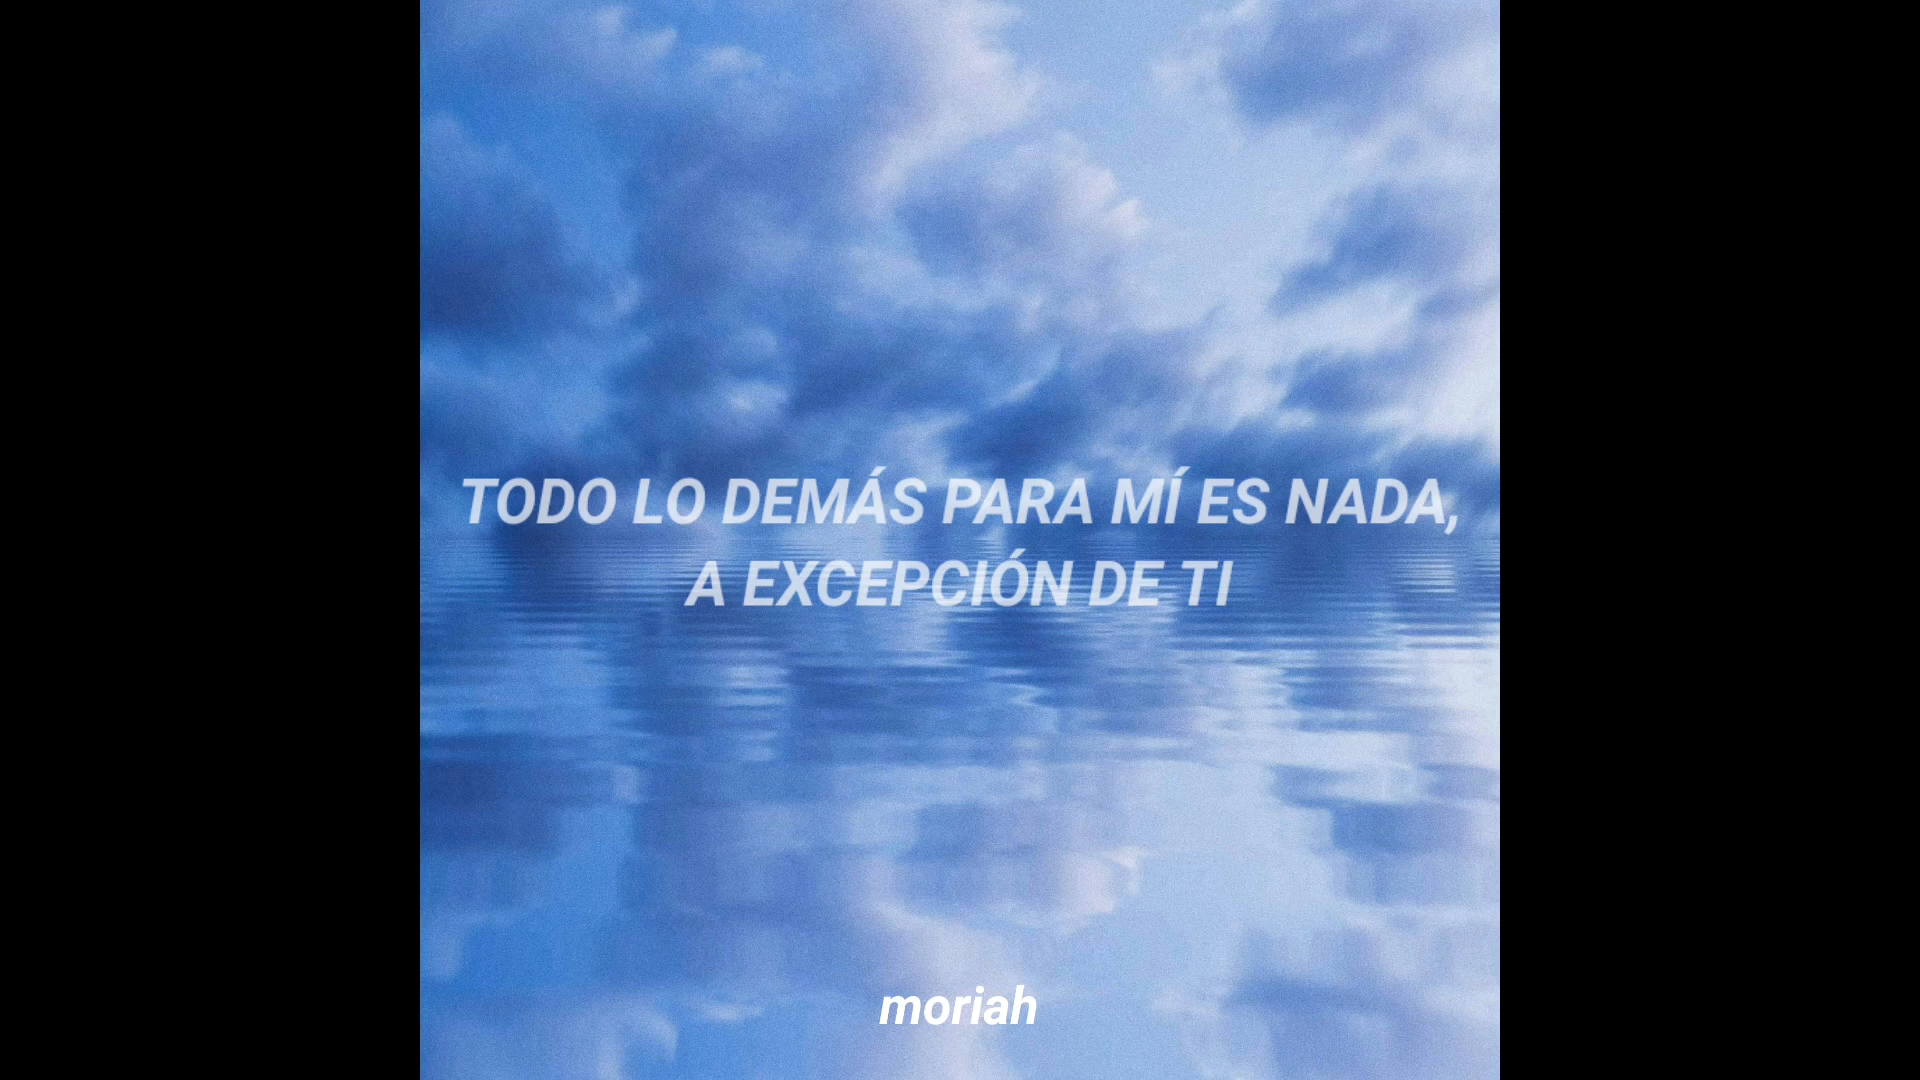 TODO LO DEMÁS PARA MÍ ES NADA,
A EXCEPCIÓN DE TI
moriah